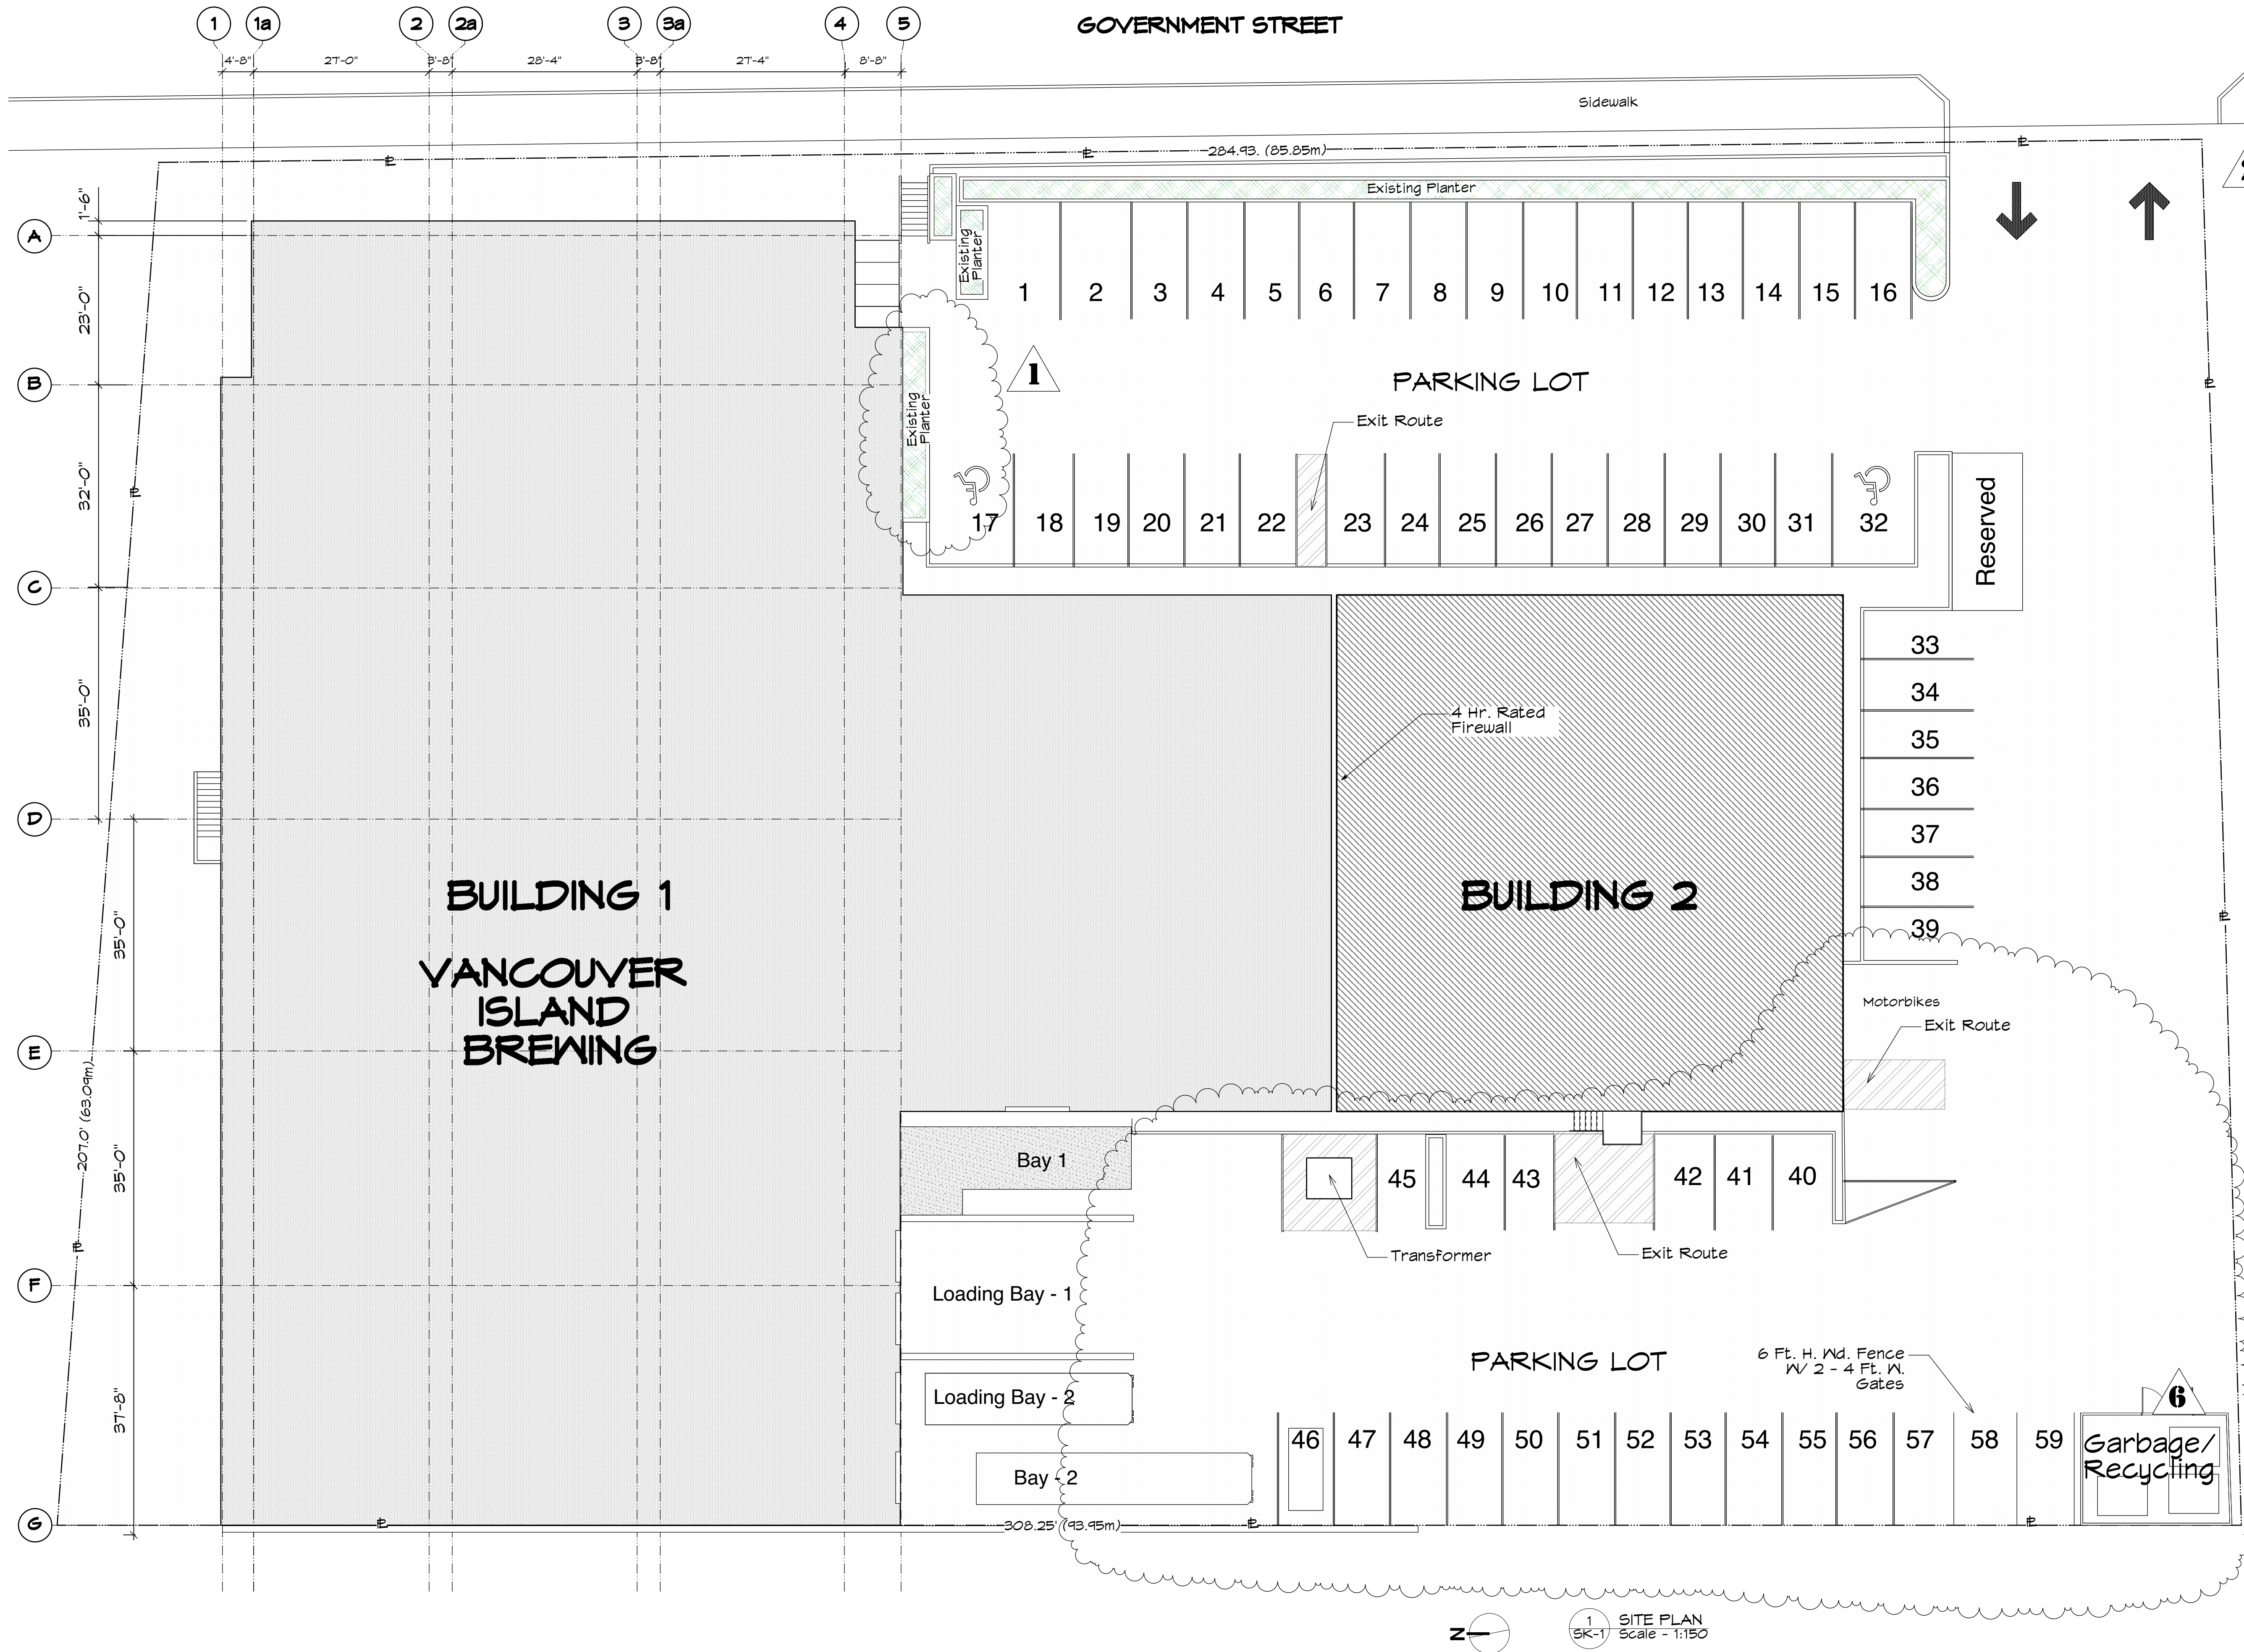 GOVERNMENT STREET
1 1a 2 2a 3 3a 4 5
4'-8" 27'-0" 3'-8" 28'-4" 3'-8" 27'-4" 8'-8"
Sidewalk
284.93. (85.85m)
Existing Planter
1'-6"
A
Existing
Planter
23'-0"
1 2 3 4 5 6 7 8 9 10 11 12 13 14 15 16
1
PARKING LOT
B
Existing
Planter
Exit Route
32'-0"
17 18 19 20 21 22 23 24 25 26 27 28 29 30 31 32
Reserved
C
33
34
35'-0"
4 Hr. Rated
Firewall
35
36
D
37
38
39
BUILDING 1
BUILDING 2
35'-0"
VANCOUVER
ISLAND
BREWING
Motorbikes
Exit Route
E
207.0' (63.09m)
35'-0"
Bay 1
45 44 43 42 41 40
Transformer
Exit Route
F
Loading Bay - 1
PARKING LOT
6 Ft. H. Wd. Fence
W/ 2 - 4 Ft. W.
Gates
37'-8"
Loading Bay - 2
6
46 47 48 49 50 51 52 53 54 55 56 57 58 59
Garbage/
Recycling
Bay - 2
G
308.25' (93.95m)
N
1
SK-1
SITE PLAN
Scale - 1:150